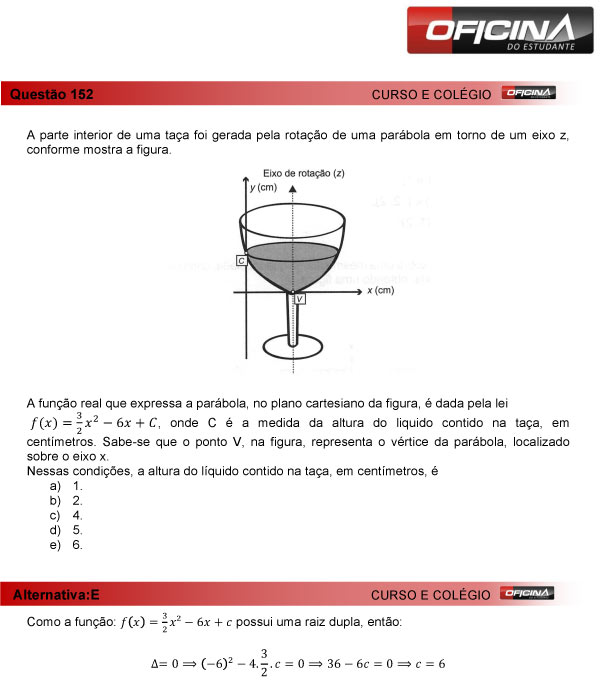 OFICINA
DO ESTUDANTE
Questão 152 CURSO E COLÉGIO OFICINA
A parte interior de uma taça foi gerada pela rotação de uma parábola em torno de um eixo z,
conforme mostra a figura.
Eixo de rotação (z)
y (cm)
C
x (cm)
V
A função real que expressa a parábola, no plano cartesiano da figura, é dada pela lei
f(x) = 3/2 x² − 6x + C, onde C é a medida da altura do liquido contido na taça, em
centímetros. Sabe-se que o ponto V, na figura, representa o vértice da parábola, localizado
sobre o eixo x.
Nessas condições, a altura do líquido contido na taça, em centímetros, é
a) 1.
b) 2.
c) 4.
d) 5.
e) 6.
Alternativa:E CURSO E COLÉGIO OFICINA
Como a função: f(x) = 3/2 x² − 6x + c possui uma raiz dupla, então:
Δ= 0 ⟹ (−6)² − 4.3/2.c = 0 ⟹ 36 − 6c = 0 ⟹ c = 6